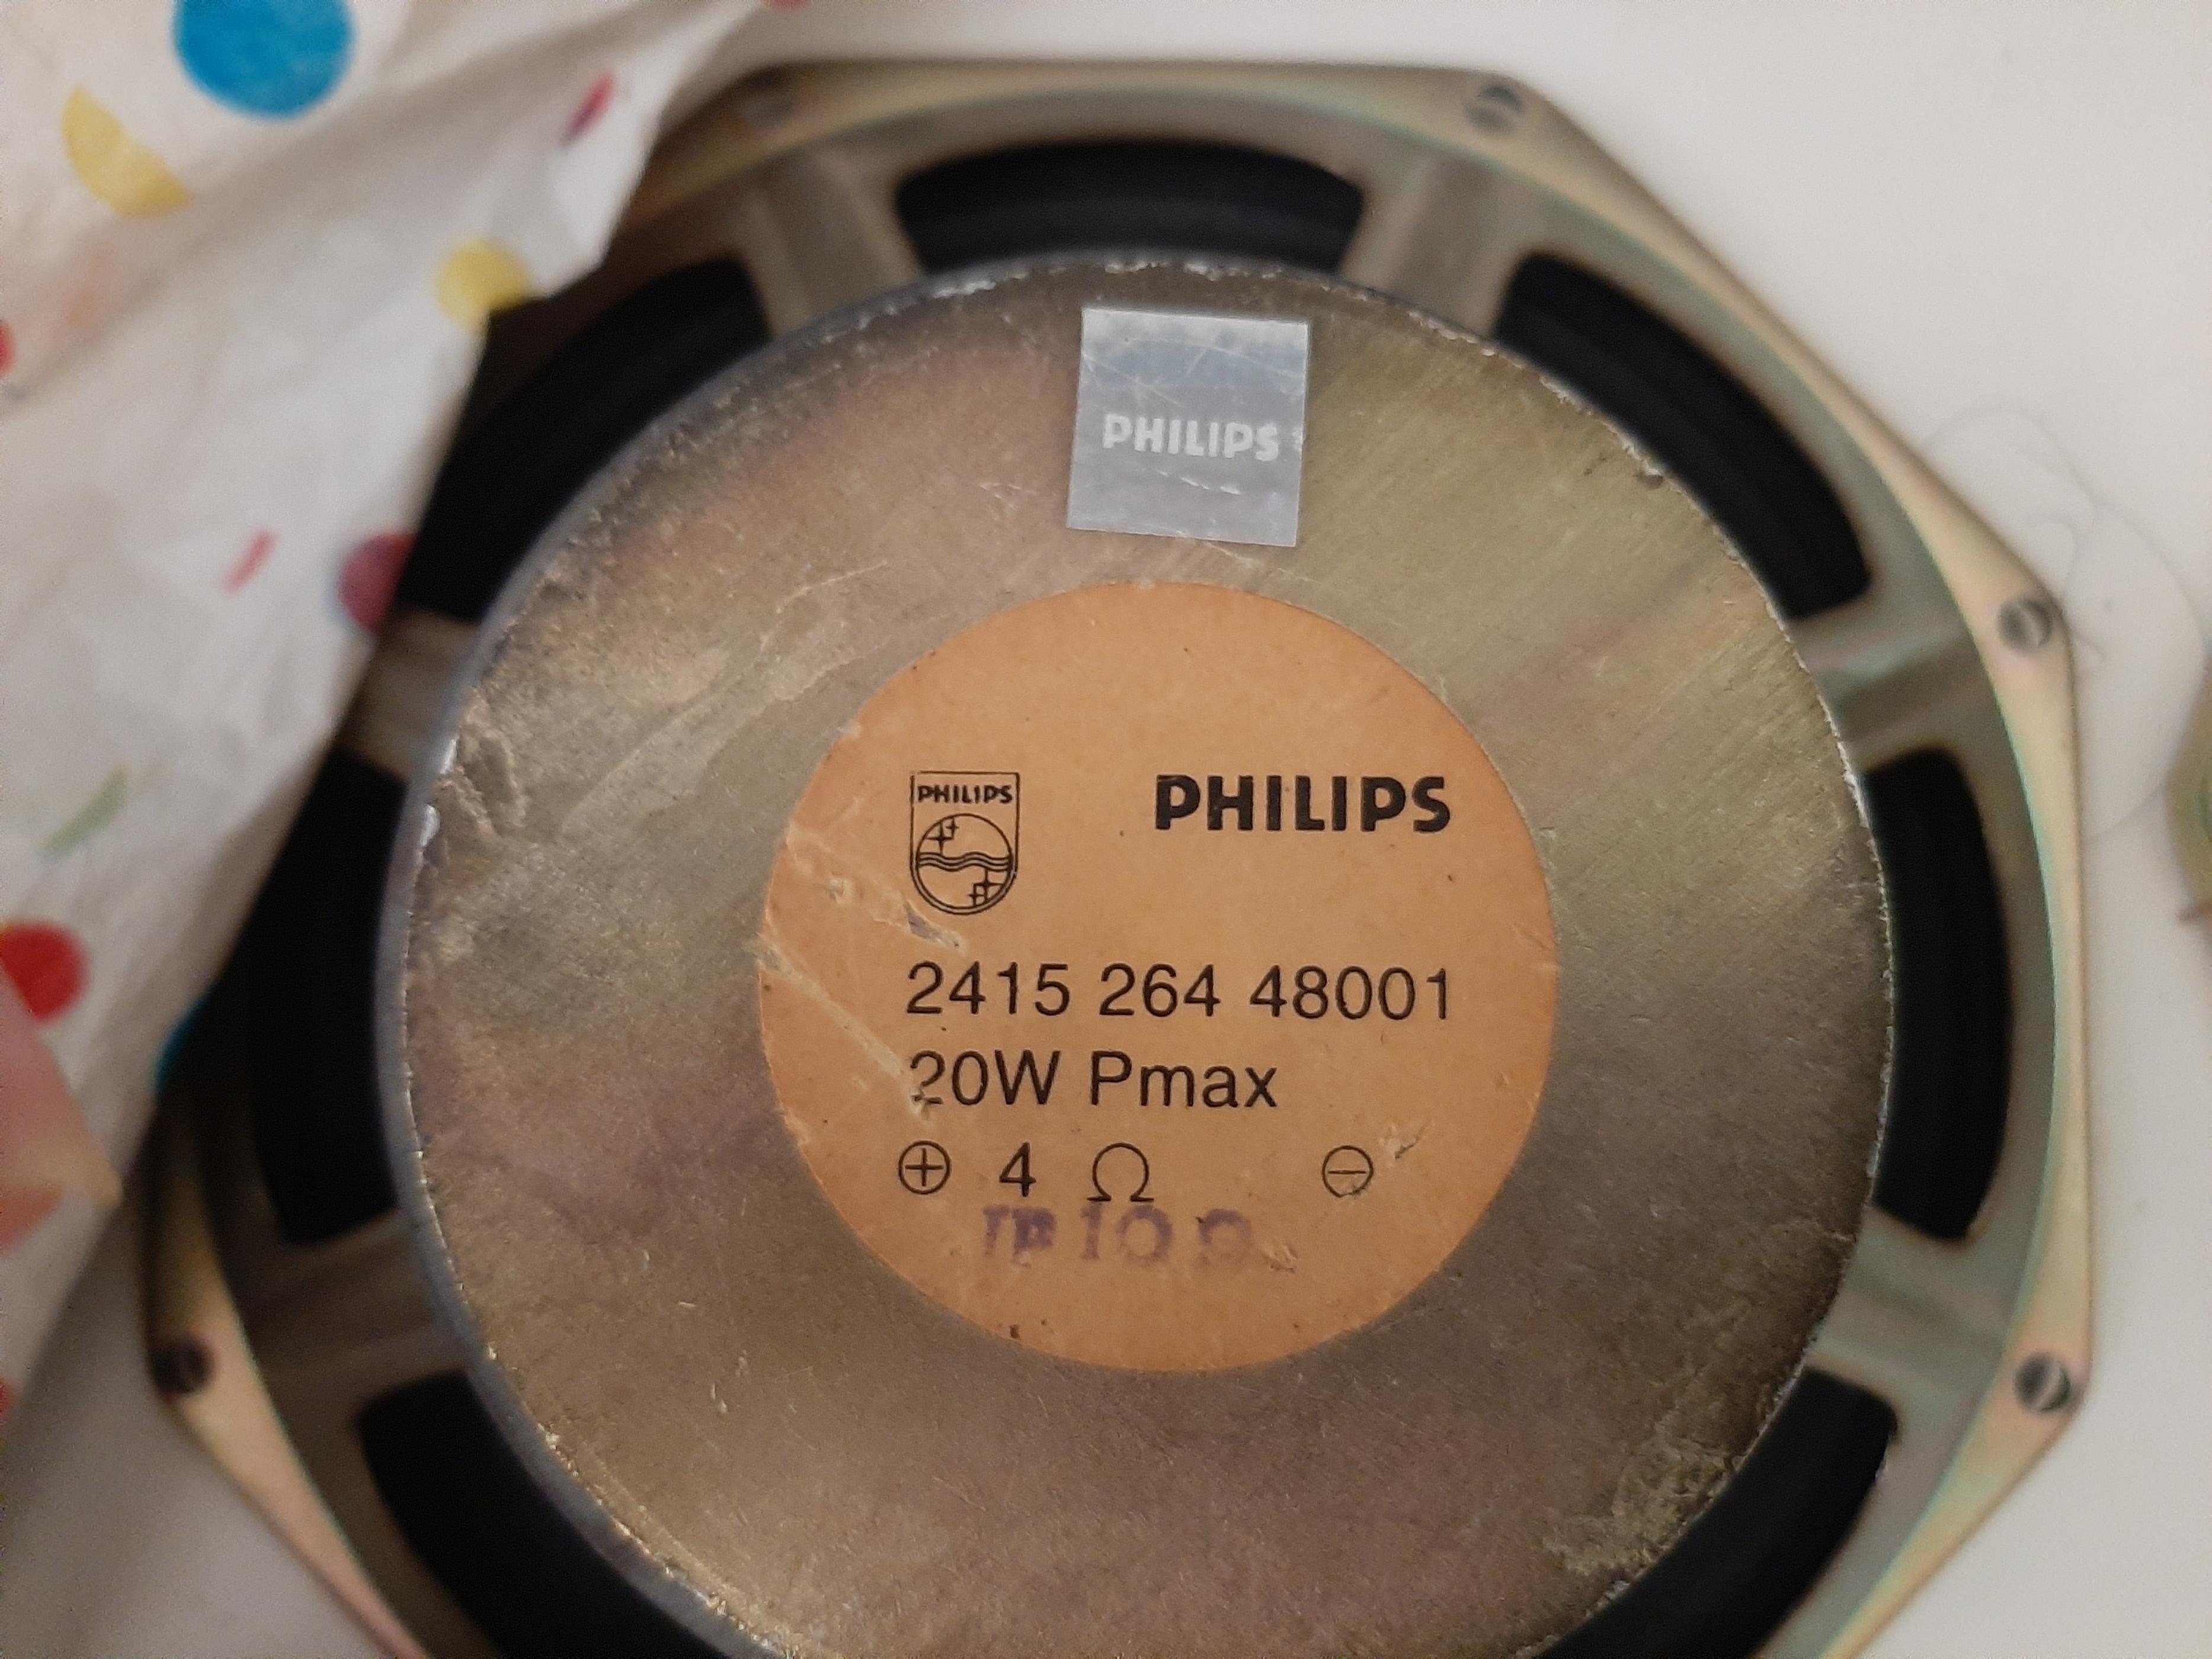 PHILIPS
PHILIPS PHILIPS
2415 264 48001
20W Pmax
⊕ 4 Ω ⊖